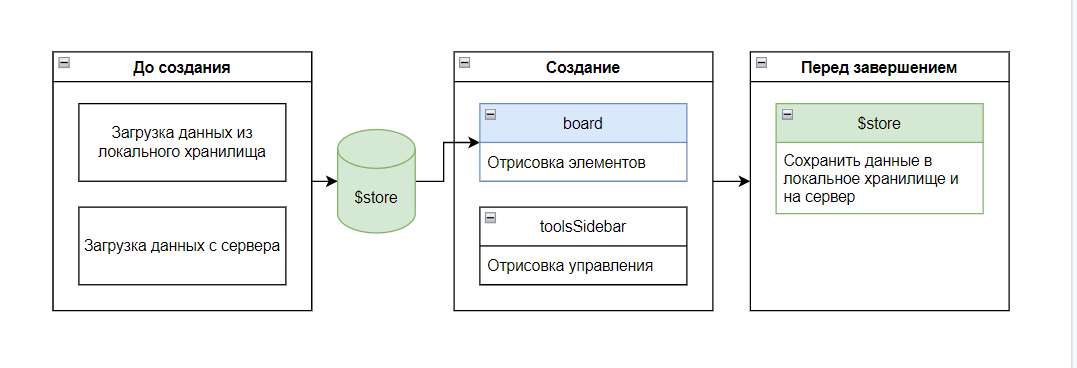 До создания
Загрузка данных из
локального хранилища
Загрузка данных с сервера
$store
Создание
board
Отрисовка элементов
toolsSidebar
Отрисовка управления
Перед завершением
$store
Сохранить данные в
локальное хранилище и
на сервер